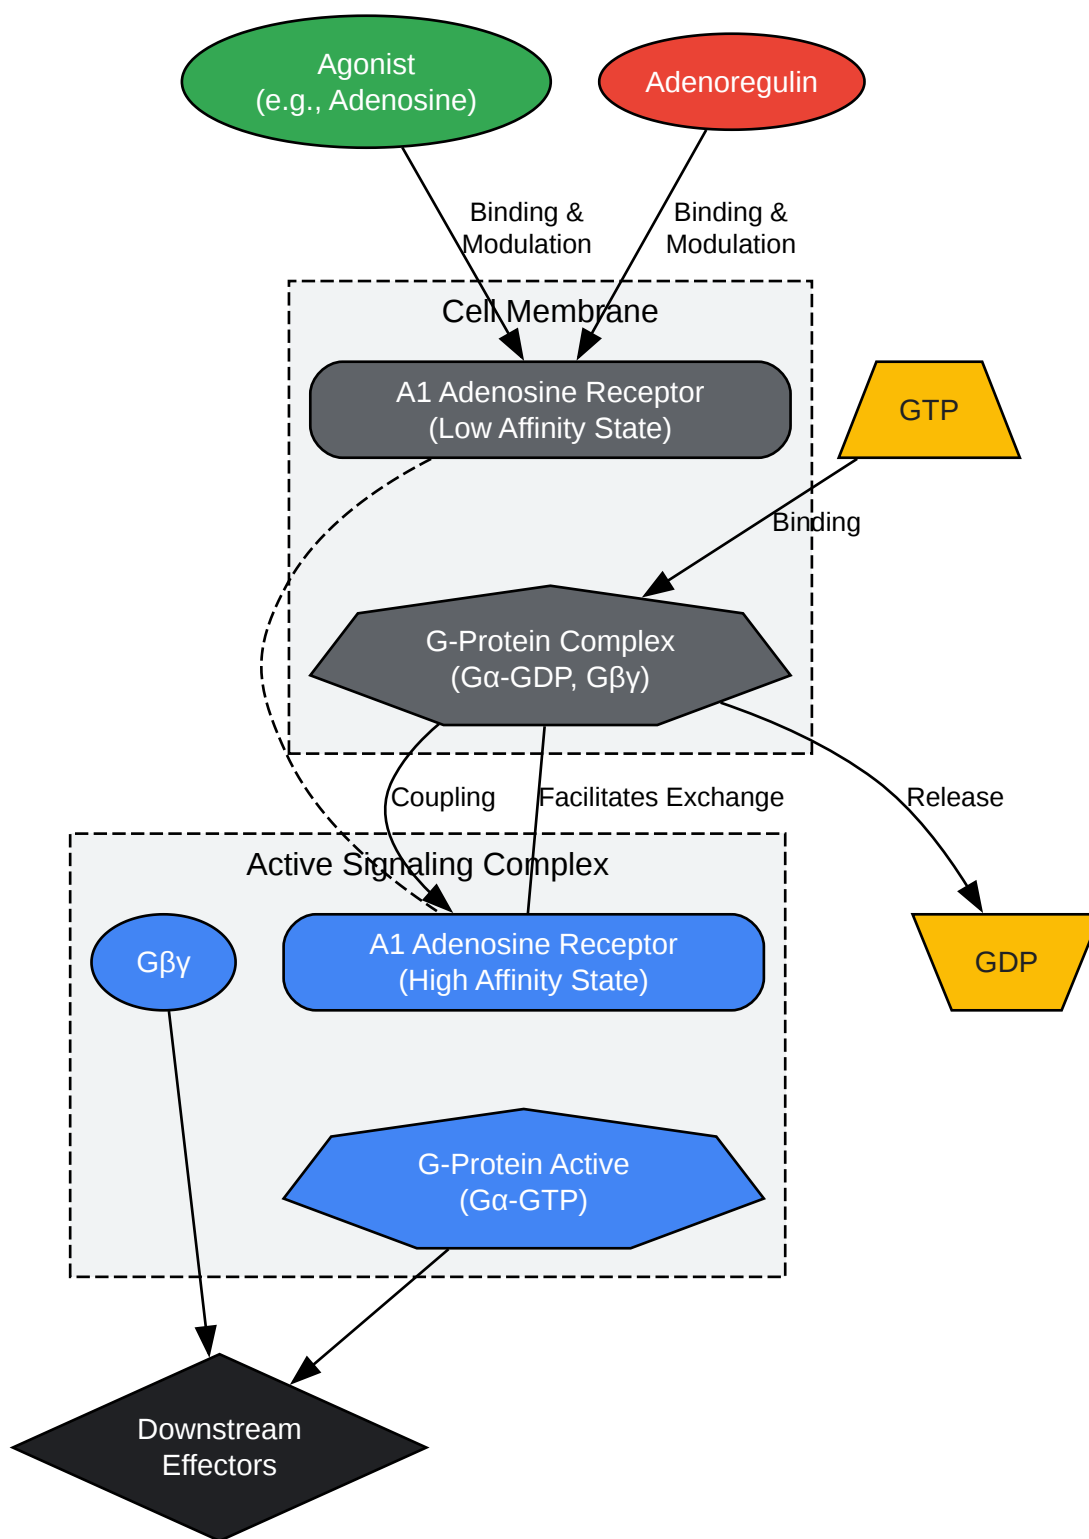 Agonist
(e.g., Adenosine)
Adenoregulin
Binding &
Modulation
Binding &
Modulation
Cell Membrane
A1 Adenosine Receptor
(Low Affinity State)
GTP
Binding
G-Protein Complex
(Gα-GDP, Gβγ)
Coupling
Facilitates Exchange
Release
Active Signaling Complex
Gβγ
A1 Adenosine Receptor
(High Affinity State)
GDP
G-Protein Active
(Gα-GTP)
Downstream
Effectors